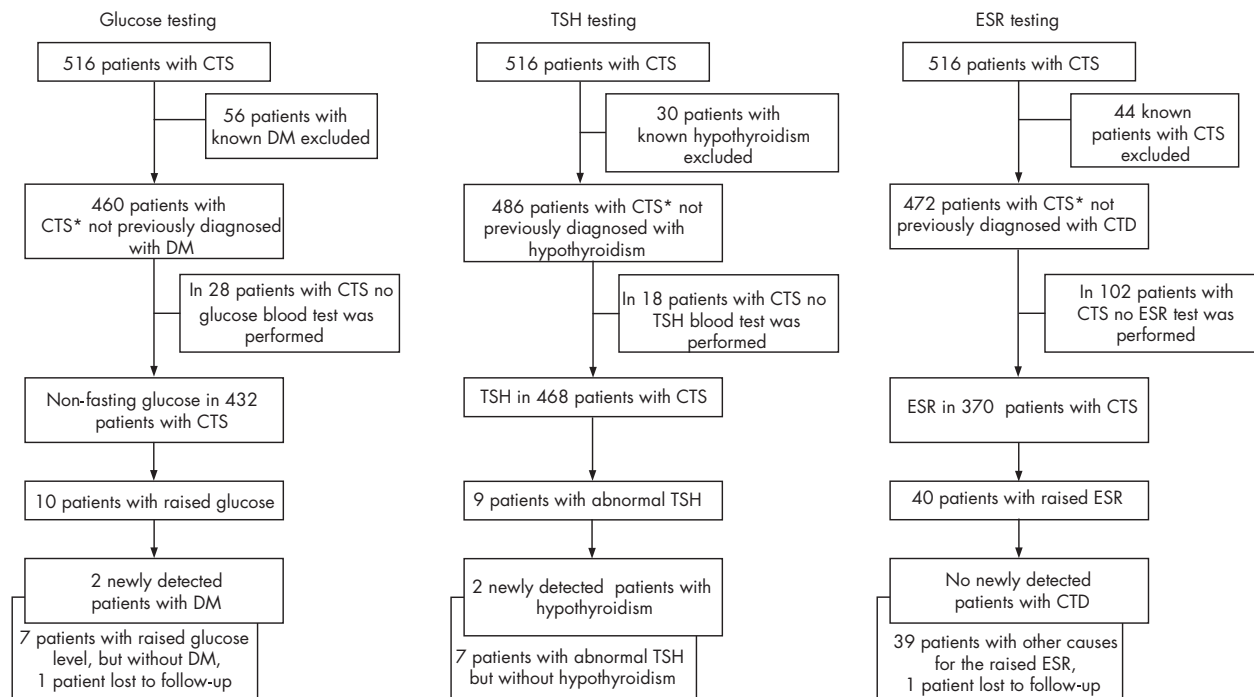 Glucose testing
516 patients with CTS
56 patients with
known DM excluded
460 patients with
CTS* not previously diagnosed
with DM
In 28 patients with CTS no
glucose blood test was
performed
Non-fasting glucose in 432
patients with CTS
10 patients with raised glucose
2 newly detected
patients with DM
7 patients with raised glucose
level, but without DM,
1 patient lost to follow-up
TSH testing
516 patients with CTS
30 patients with
known hypothyroidism
excluded
486 patients with CTS* not
previously diagnosed with
hypothyroidism
In 18 patients with CTS no
TSH blood test was
performed
TSH in 468 patients with CTS
9 patients with abnormal TSH
2 newly detected patients with
hypothyroidism
7 patients with abnormal TSH
but without hypothyroidism
ESR testing
516 patients with CTS
44 known
patients with CTS
excluded
472 patients with CTS* not
previously diagnosed with CTD
In 102 patients with
CTS no ESR test was
performed
ESR in 370 patients with CTS
40 patients with raised ESR
No newly detected
patients with CTD
39 patients with other causes
for the raised ESR,
1 patient lost to follow-up